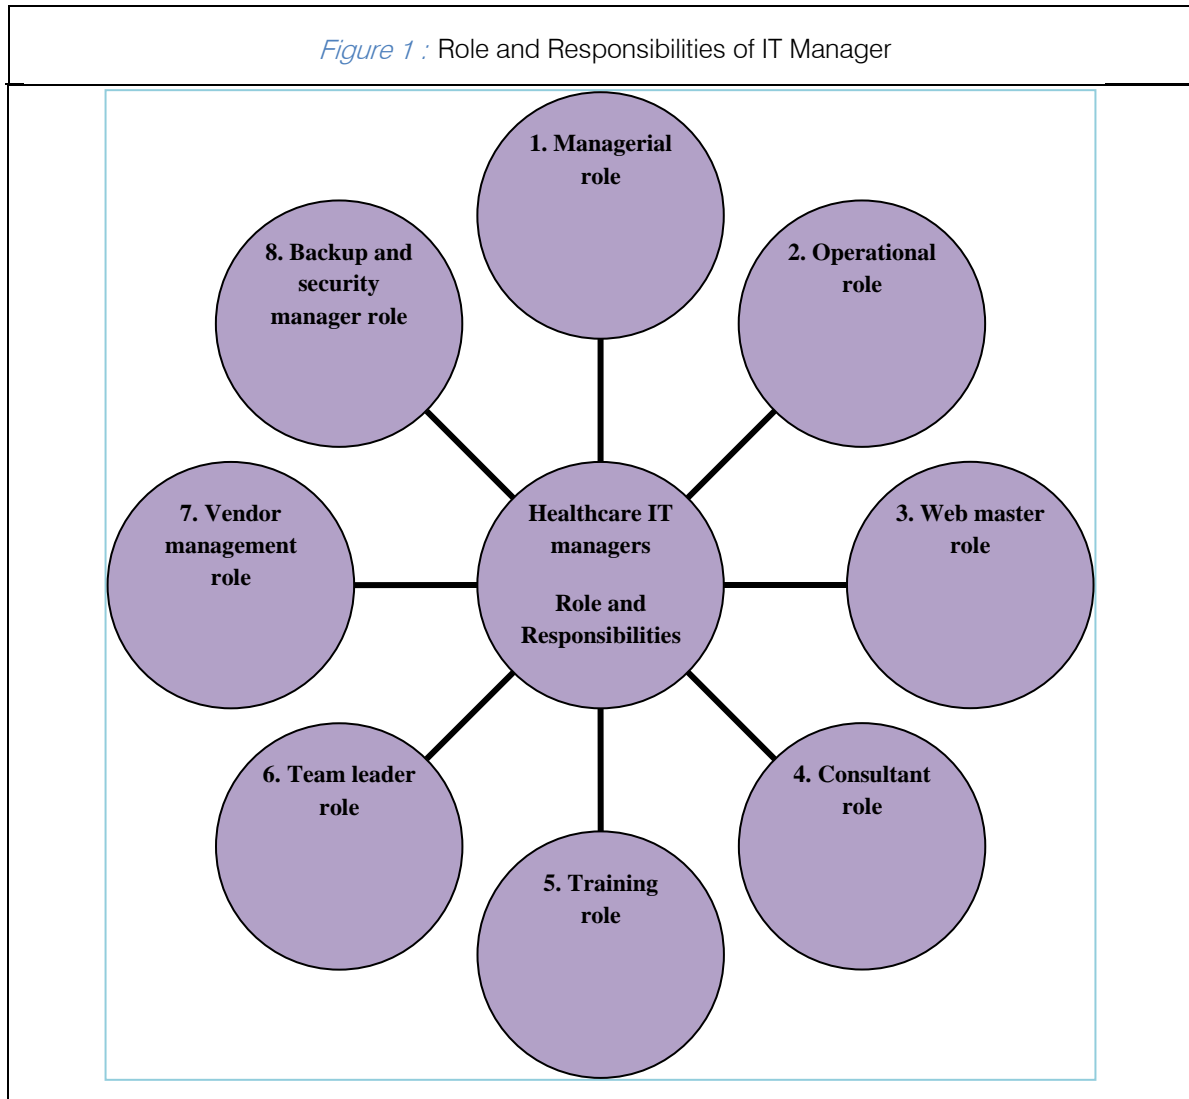 Figure 1 : Role and Responsibilities of IT Manager
1. Managerial
role
2. Operational
role
3. Web master
role
4. Consultant
role
5. Training
role
6. Team leader
role
7. Vendor
management
role
8. Backup and
security
manager role
Healthcare IT
managers
Role and
Responsibilities